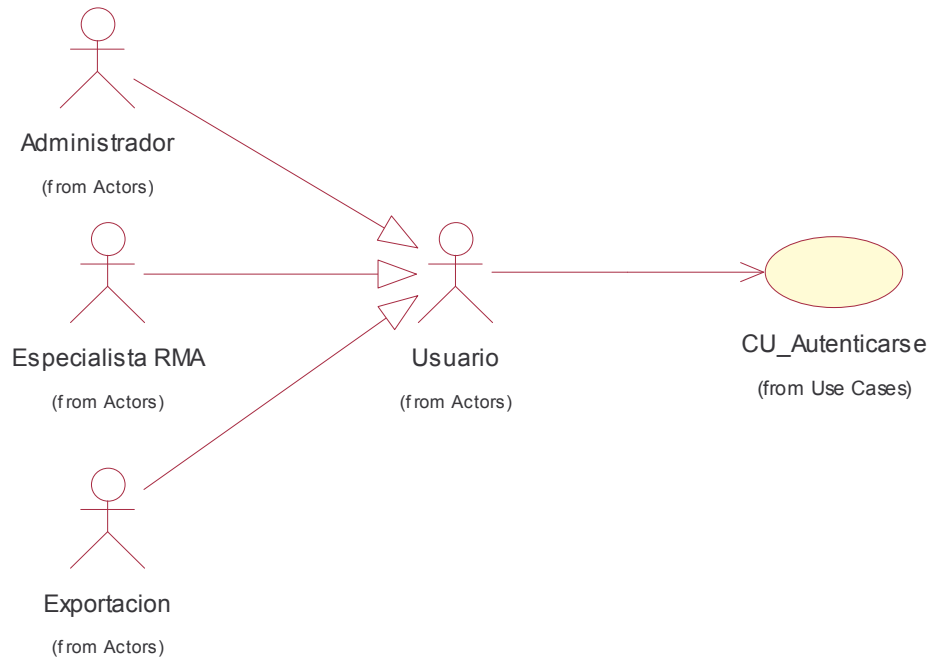 Administrador
(from Actors)
Especialista RMA
(from Actors)
Usuario
(from Actors)
CU_Autenticarse
(from Use Cases)
Exportacion
(from Actors)